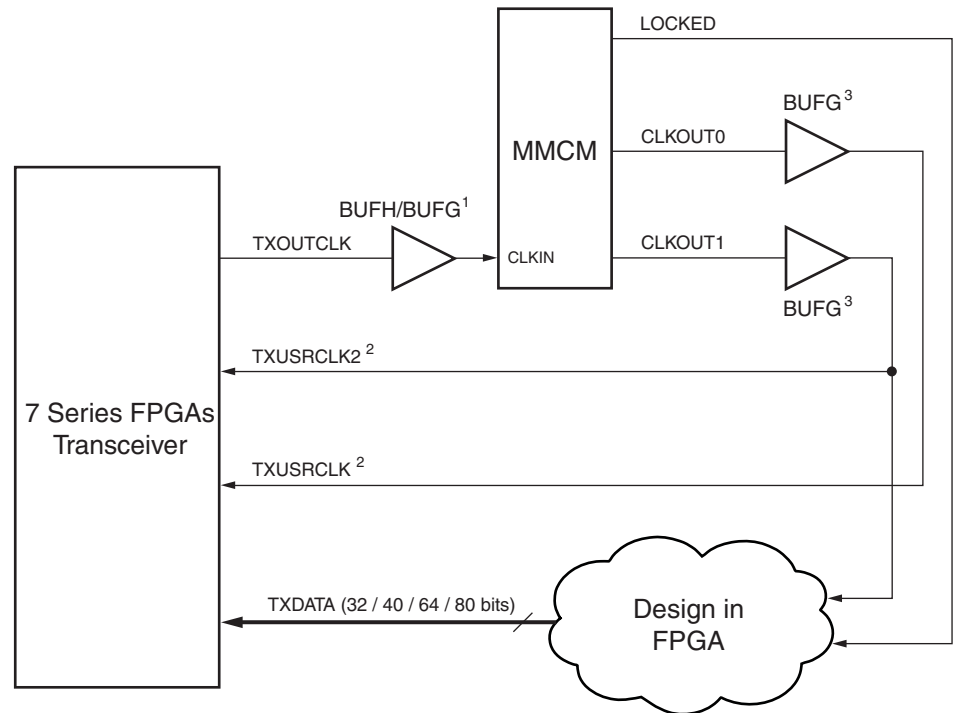 LOCKED
BUFG³
MMCM
CLKOUT0
BUFH/BUFG¹
TXOUTCLK
CLKIN
CLKOUT1
BUFG³
TXUSRCLK2 ²
7 Series FPGAs
Transceiver
TXUSRCLK ²
TXDATA (32 / 40 / 64 / 80 bits)
Design in
FPGA